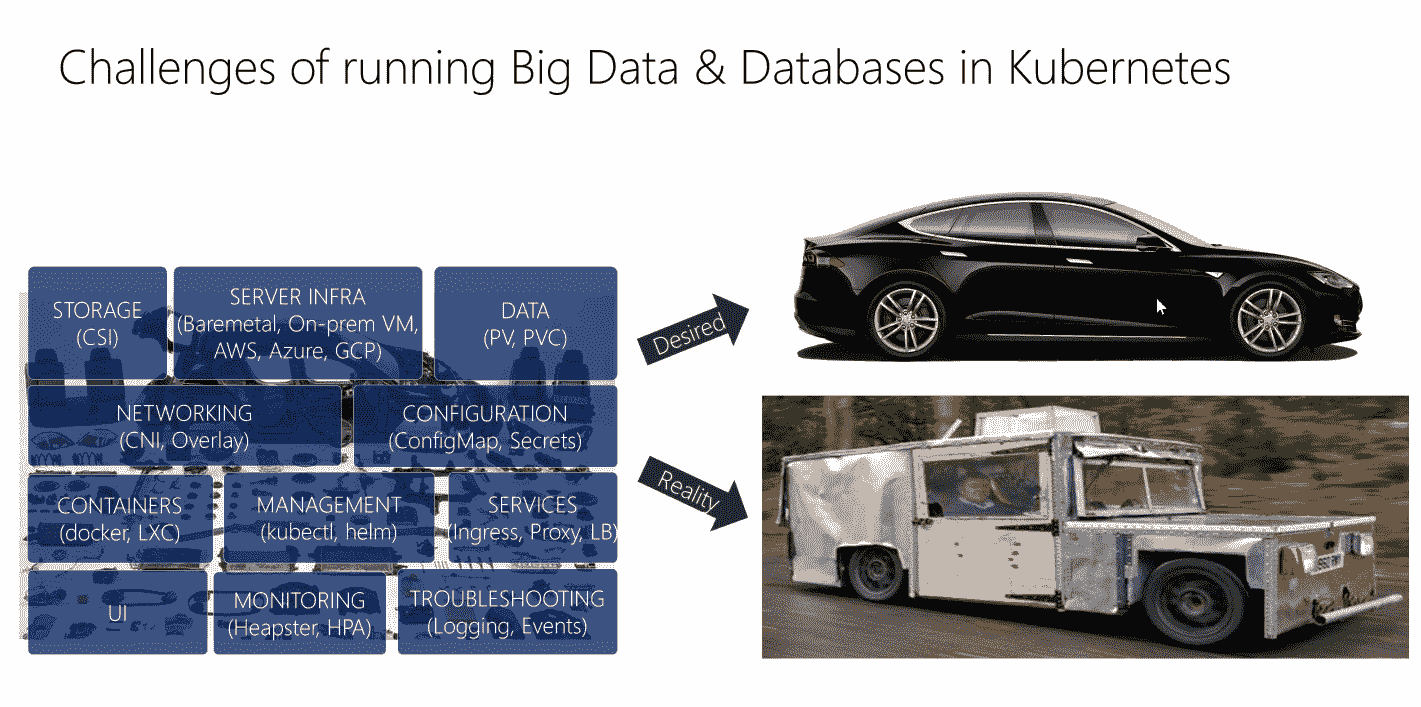 Challenges of running Big Data & Databases in Kubernetes
STORAGE
(CSI)
SERVER INFRA
(Baremetal, On-prem VM,
AWS, Azure, GCP)
DATA
(PV, PVC)
NETWORKING
(CNI, Overlay)
CONFIGURATION
(ConfigMap, Secrets)
CONTAINERS
(docker, LXC)
MANAGEMENT
(kubectl, helm)
SERVICES
(Ingress, Proxy, LB)
UI
MONITORING
(Heapster, HPA)
TROUBLESHOOTING
(Logging, Events)
Desired
Reality